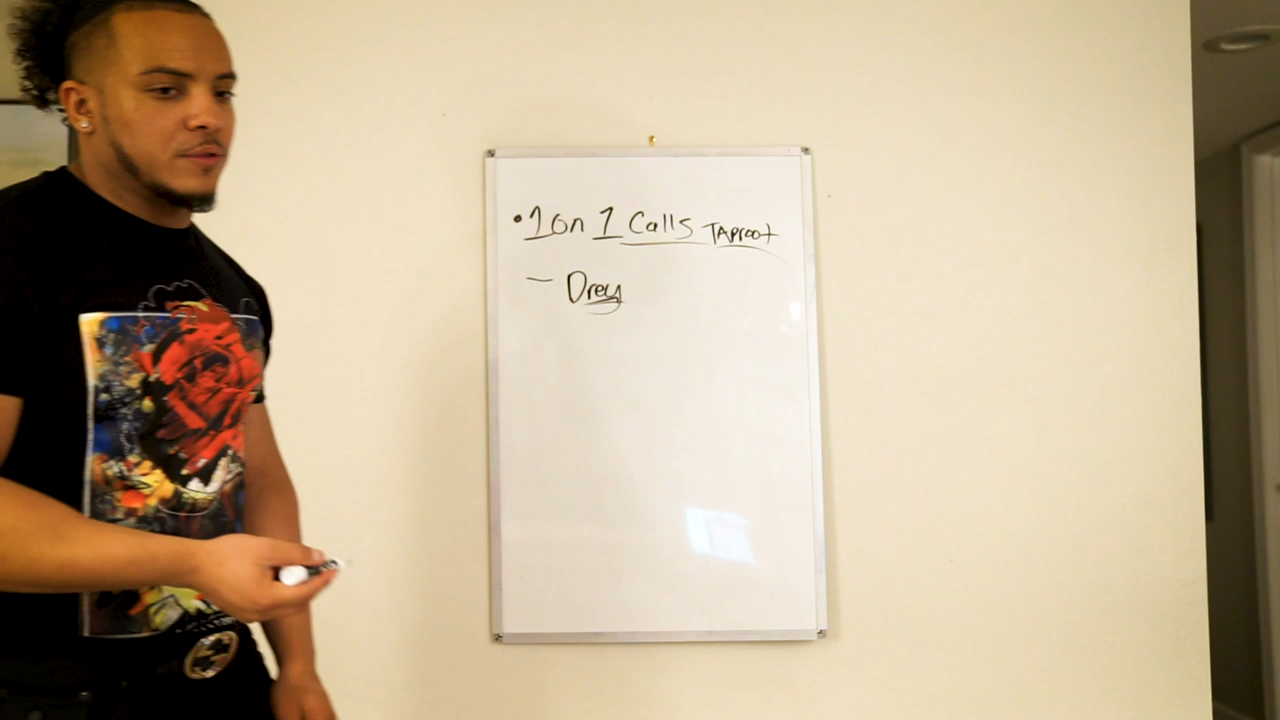 • 1 on 1 Calls TAproot
– Drey